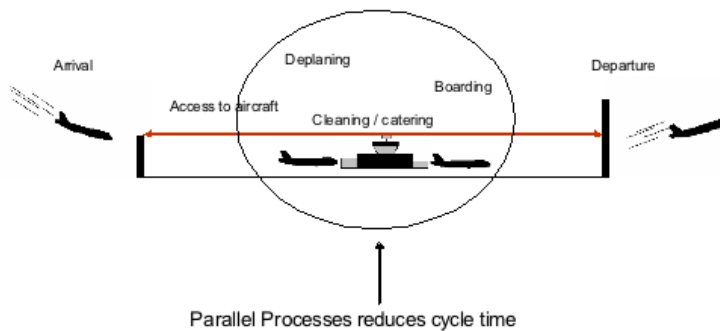 Arrival
Deplaning
Departure
Boarding
Access to aircraft
Cleaning / catering
Parallel Processes reduces cycle time